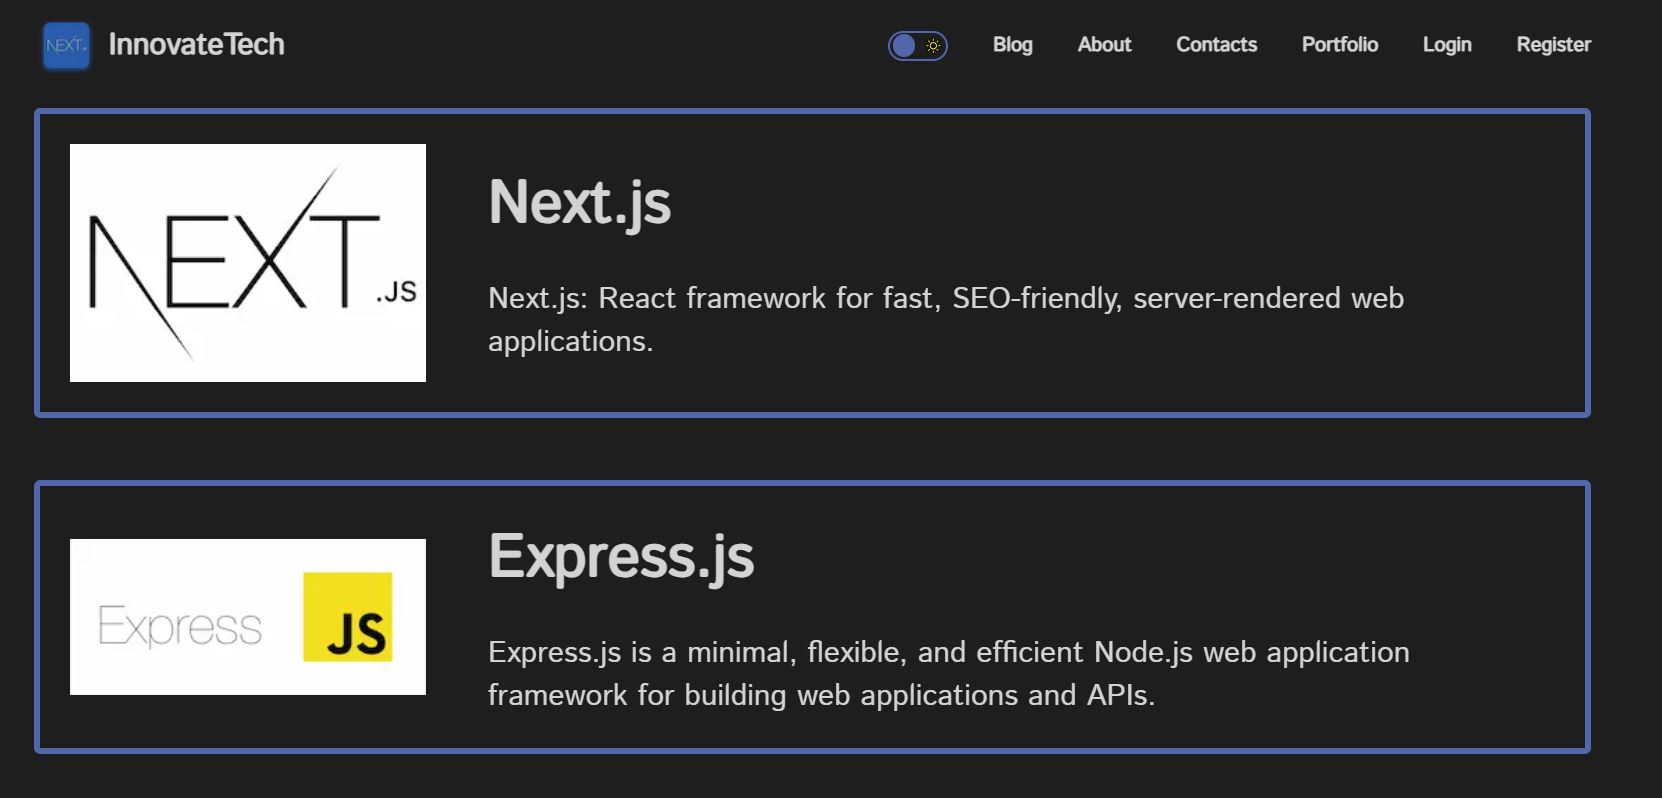 NEXT.
InnovateTech
Blog
About
Contacts
Portfolio
Login
Register
NEXT.JS
Next.js
Next.js: React framework for fast, SEO-friendly, server-rendered web
applications.
Express
JS
Express.js
Express.js is a minimal, flexible, and efficient Node.js web application
framework for building web applications and APIs.